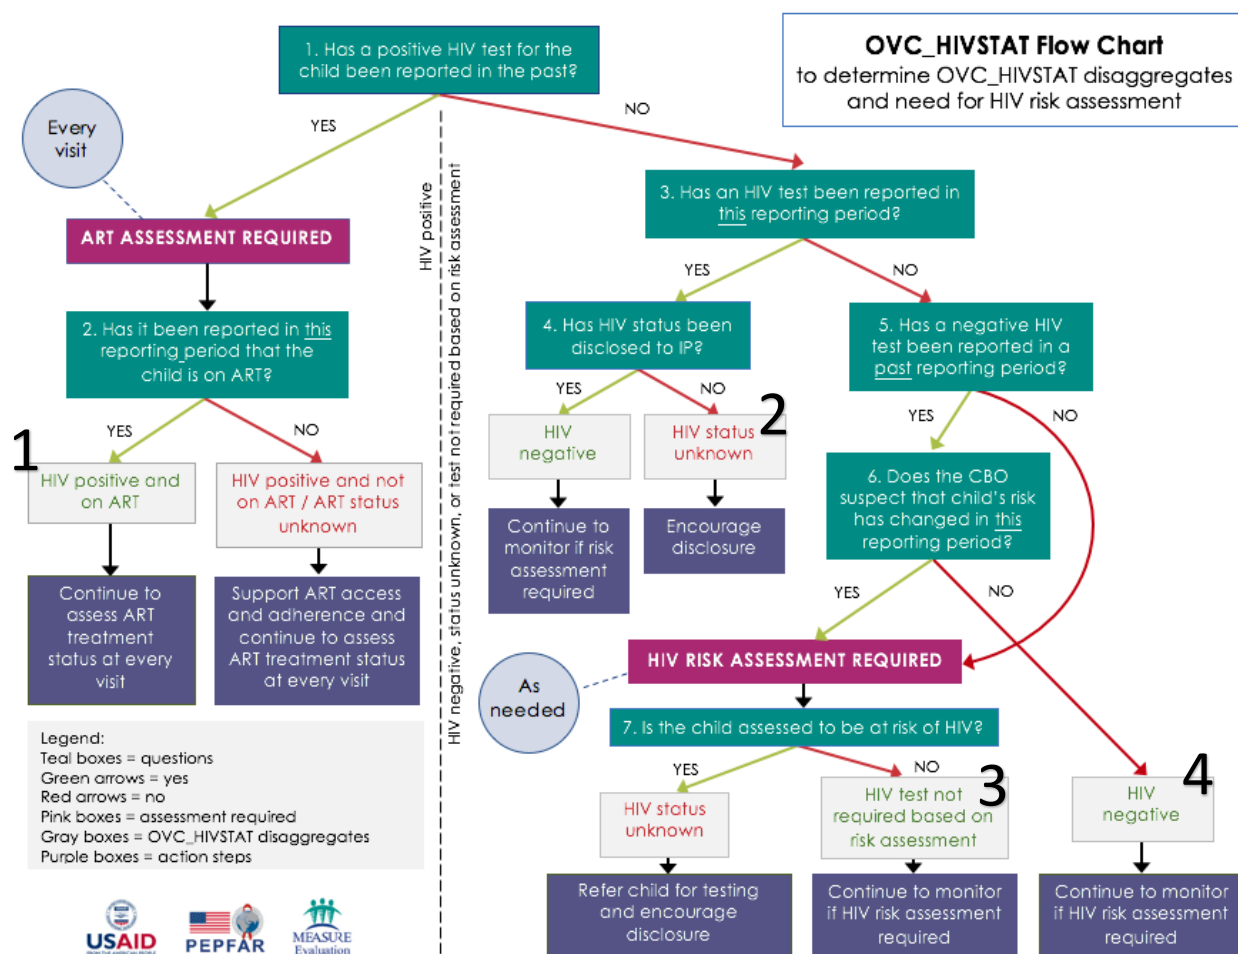 OVC_HIVSTAT Flow Chart
to determine OVC_HIVSTAT disaggregates
and need for HIV risk assessment
1. Has a positive HIV test for the
child been reported in the past?
YES
NO
Every
visit
HIV positive
HIV negative, status unknown, or test not required based on risk assessment
ART ASSESSMENT REQUIRED
2. Has it been reported in this
reporting period that the
child is on ART?
YES
NO
1
HIV positive and
on ART
HIV positive and not
on ART / ART status
unknown
Continue to
assess ART
treatment
status at every
visit
Support ART access
and adherence and
continue to assess
ART treatment status
at every visit
3. Has an HIV test been reported in
this reporting period?
YES
NO
4. Has HIV status been
disclosed to IP?
YES
NO
HIV
negative
2
HIV status
unknown
Continue to
monitor if risk
assessment
required
Encourage
disclosure
5. Has a negative HIV
test been reported in a
past reporting period?
YES
NO
6. Does the CBO
suspect that child's risk
has changed in this
reporting period?
YES
NO
HIV RISK ASSESSMENT REQUIRED
As
needed
7. Is the child assessed to be at risk of HIV?
YES
NO
HIV status
unknown
3
HIV test not
required based on
risk assessment
4
HIV
negative
Refer child for testing
and encourage
disclosure
Continue to monitor
if HIV risk assessment
required
Continue to monitor
if HIV risk assessment
required
Legend:
Teal boxes = questions
Green arrows = yes
Red arrows = no
Pink boxes = assessment required
Gray boxes = OVC_HIVSTAT disaggregates
Purple boxes = action steps
USAID
FROM THE AMERICAN PEOPLE
PEPFAR
MEASURE
Evaluation